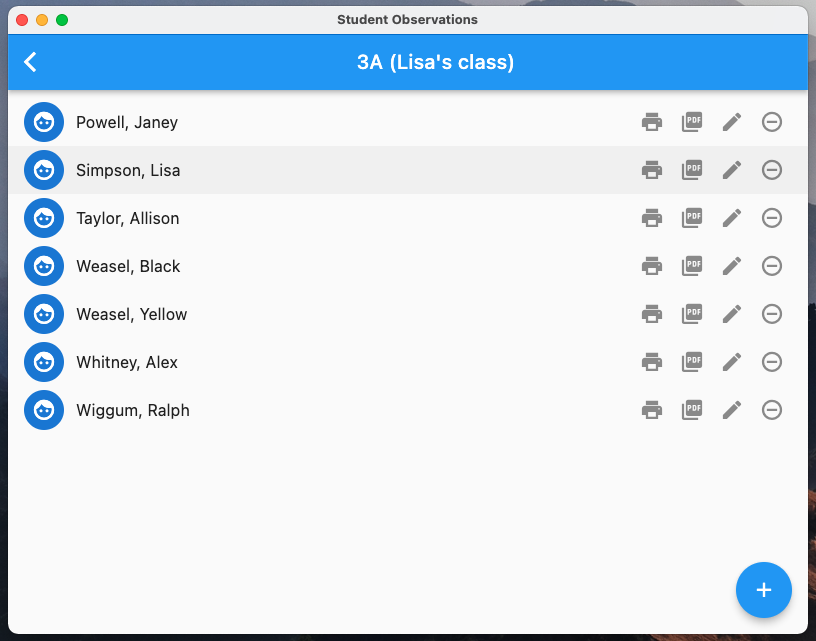 Student Observations
3A (Lisa's class)
Powell, Janey PDF
Simpson, Lisa PDF
Taylor, Allison PDF
Weasel, Black PDF
Weasel, Yellow PDF
Whitney, Alex PDF
Wiggum, Ralph PDF